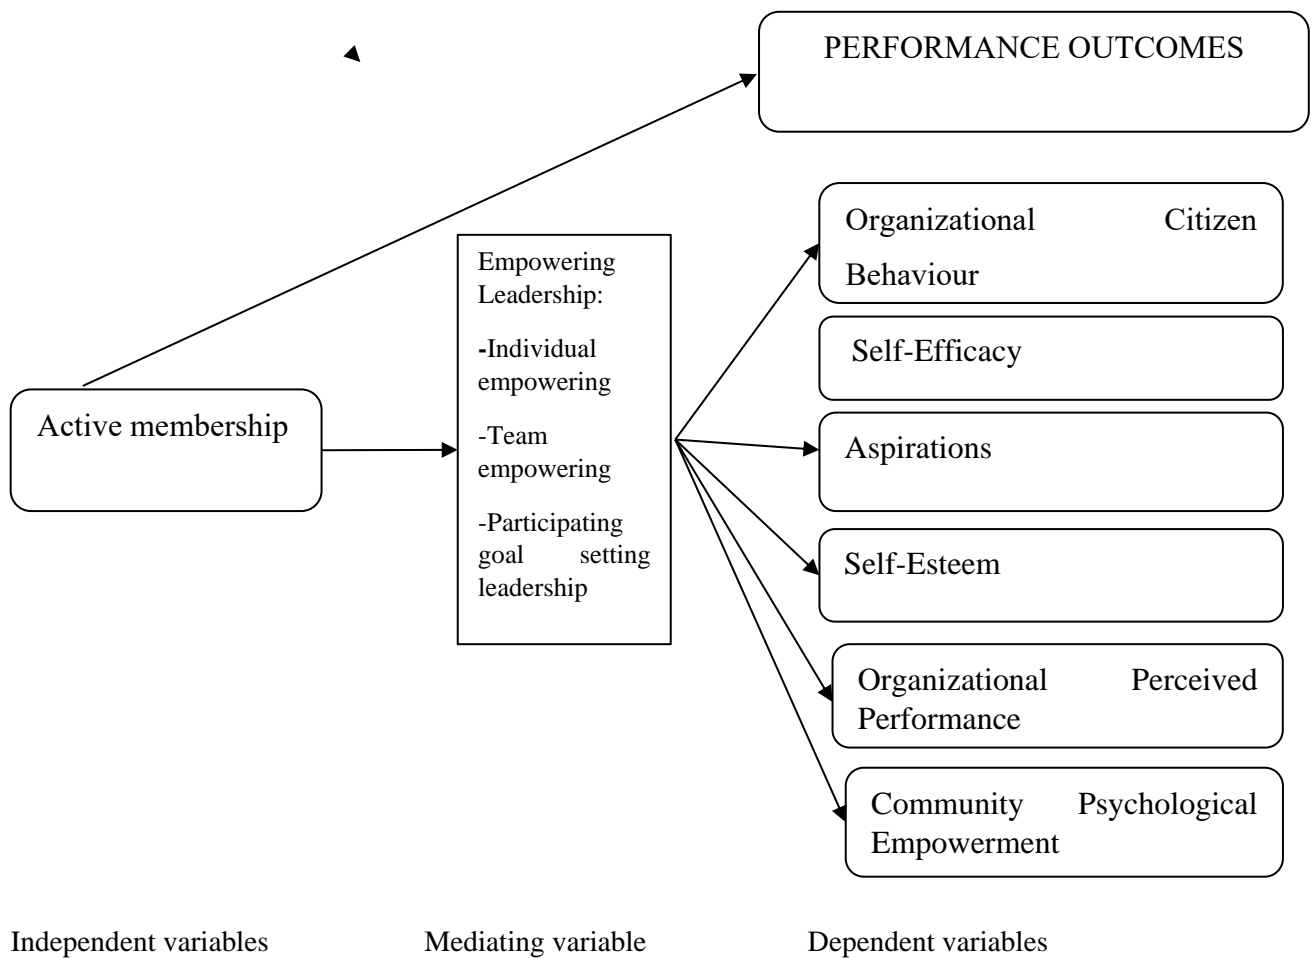 PERFORMANCE OUTCOMES
Organizational Citizen
Behaviour
Empowering
Leadership:
-Individual
empowering
-Team
empowering
-Participating
goal setting
leadership
Self-Efficacy
Active membership
Aspirations
Self-Esteem
Organizational Perceived
Performance
Community Psychological
Empowerment
Independent variables
Mediating variable
Dependent variables